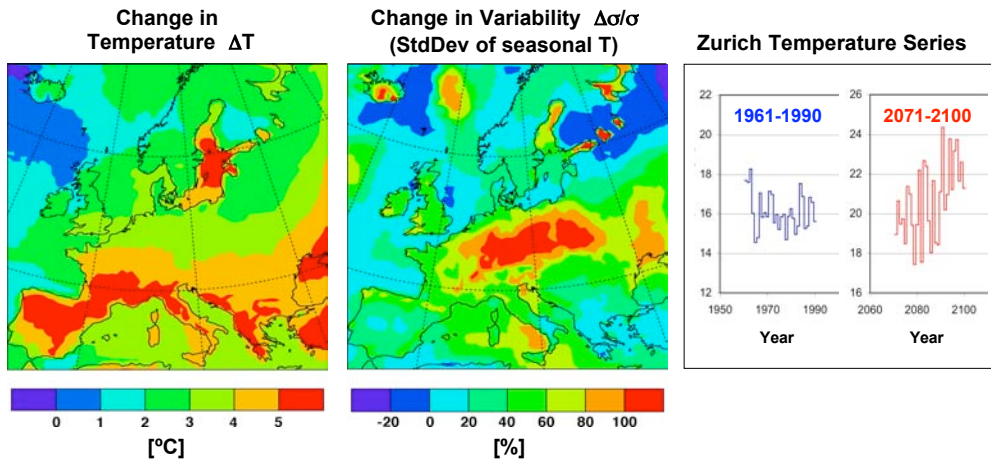 Change in
Temperature ΔT
Change in Variability Δσ/σ
(StdDev of seasonal T)
Zurich Temperature Series
0 1 2 3 4 5
[ºC]
-20 0 20 40 60 80 100
[%]
1961-1990
22
20
18
16
14
12
1950 1970 1990
Year
2071-2100
26
24
22
20
18
16
2060 2080 2100
Year